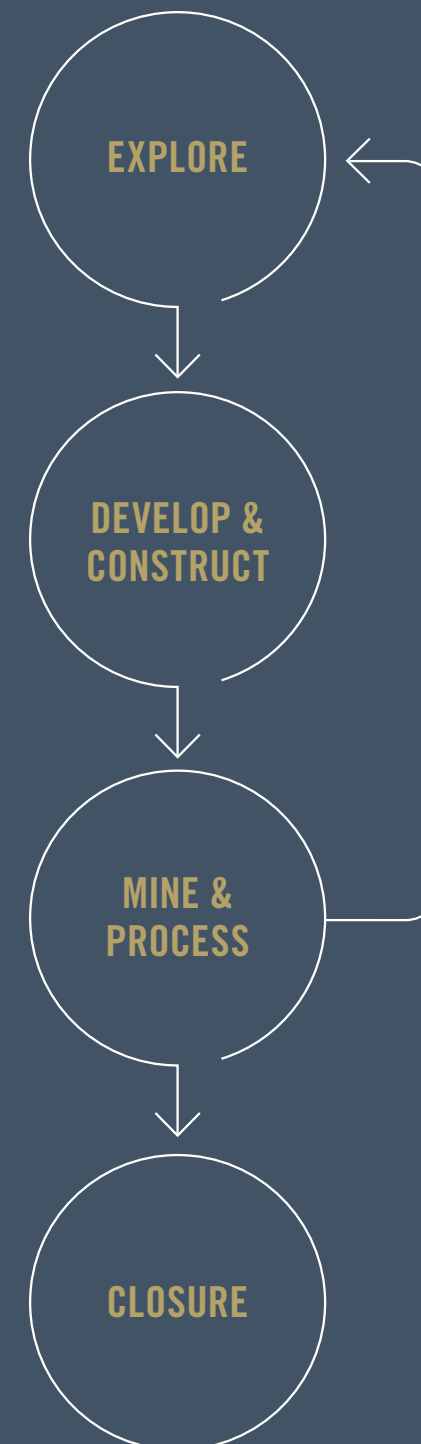 EXPLORE
DEVELOP &
CONSTRUCT
MINE &
PROCESS
CLOSURE